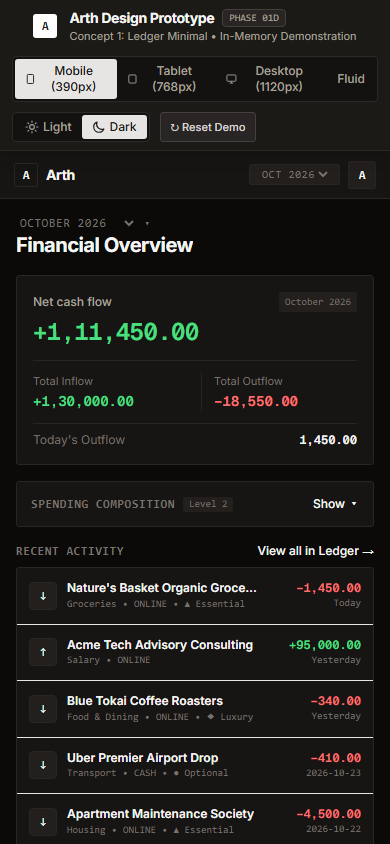 A
Arth Design Prototype PHASE 01D
Concept 1: Ledger Minimal • In-Memory Demonstration
Mobile (390px)
Tablet (768px)
Desktop (1120px)
Fluid
Light
Dark
↻ Reset Demo
A
Arth
OCT 2026
A
OCTOBER 2026
Financial Overview
Net cash flow
October 2026
+1,11,450.00
Total Inflow
Total Outflow
+1,30,000.00
−18,550.00
Today's Outflow
1,450.00
SPENDING COMPOSITION Level 2
Show ▾
RECENT ACTIVITY
View all in Ledger →
↓
Nature's Basket Organic Groce...
−1,450.00
Groceries • ONLINE • ▲ Essential
Today
↑
Acme Tech Advisory Consulting
+95,000.00
Salary • ONLINE
Yesterday
↓
Blue Tokai Coffee Roasters
−340.00
Food & Dining • ONLINE • ◆ Luxury
Yesterday
↓
Uber Premier Airport Drop
−410.00
Transport • CASH • ● Optional
2026-10-23
↓
Apartment Maintenance Society
−4,500.00
Housing • ONLINE • ▲ Essential
2026-10-22